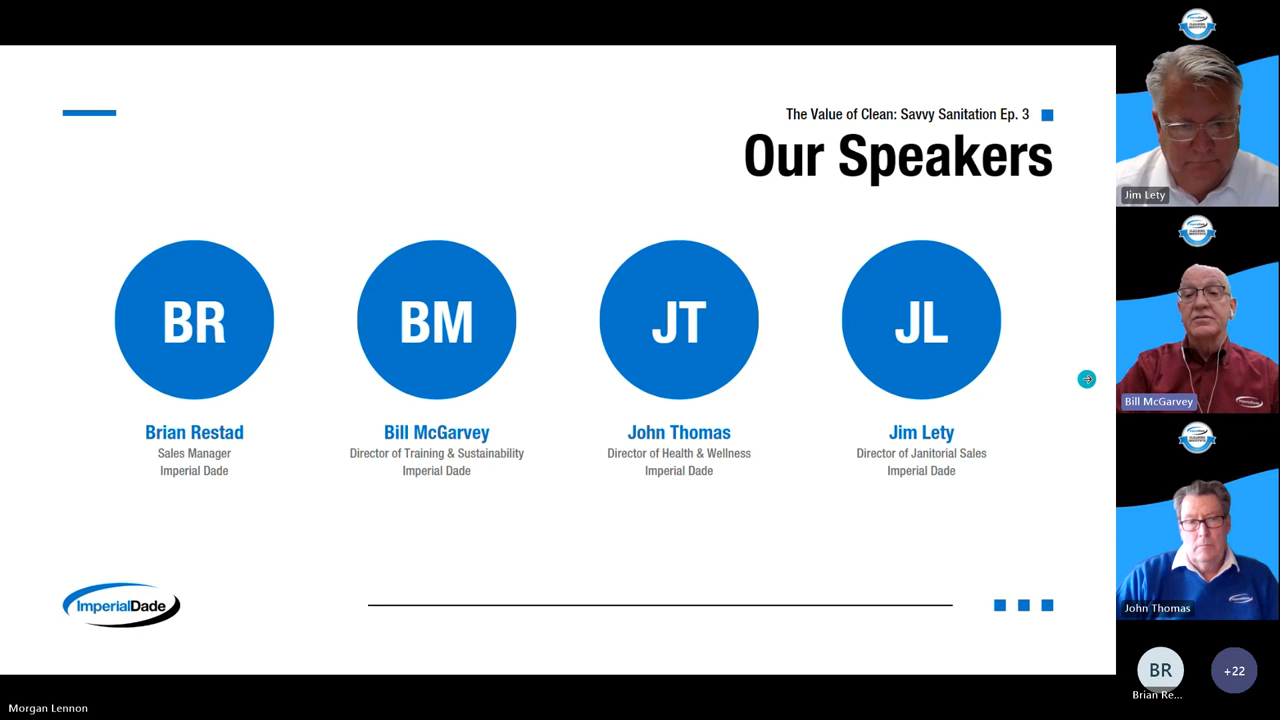 The Value of Clean: Savvy Sanitation Ep. 3
Our Speakers
BR
BM
JT
JL
Brian Restad
Sales Manager
Imperial Dade
Bill McGarvey
Director of Training & Sustainability
Imperial Dade
John Thomas
Director of Health & Wellness
Imperial Dade
Jim Lety
Director of Janitorial Sales
Imperial Dade
ImperialDade
Jim Lety
Bill McGarvey
ImperialDade
John Thomas
BR
Brian Re...
+22
Morgan Lennon